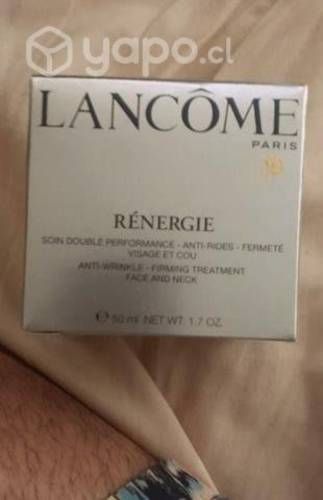 yapo.cl
LANCÔME
PARIS
RÉNERGIE
SOIN DOUBLE PERFORMANCE - ANTI-RIDES - FERMETÉ
VISAGE ET COU
ANTI-WRINKLE - FIRMING TREATMENT
FACE AND NECK
℮ 50 ml NET WT. 1.7 OZ.